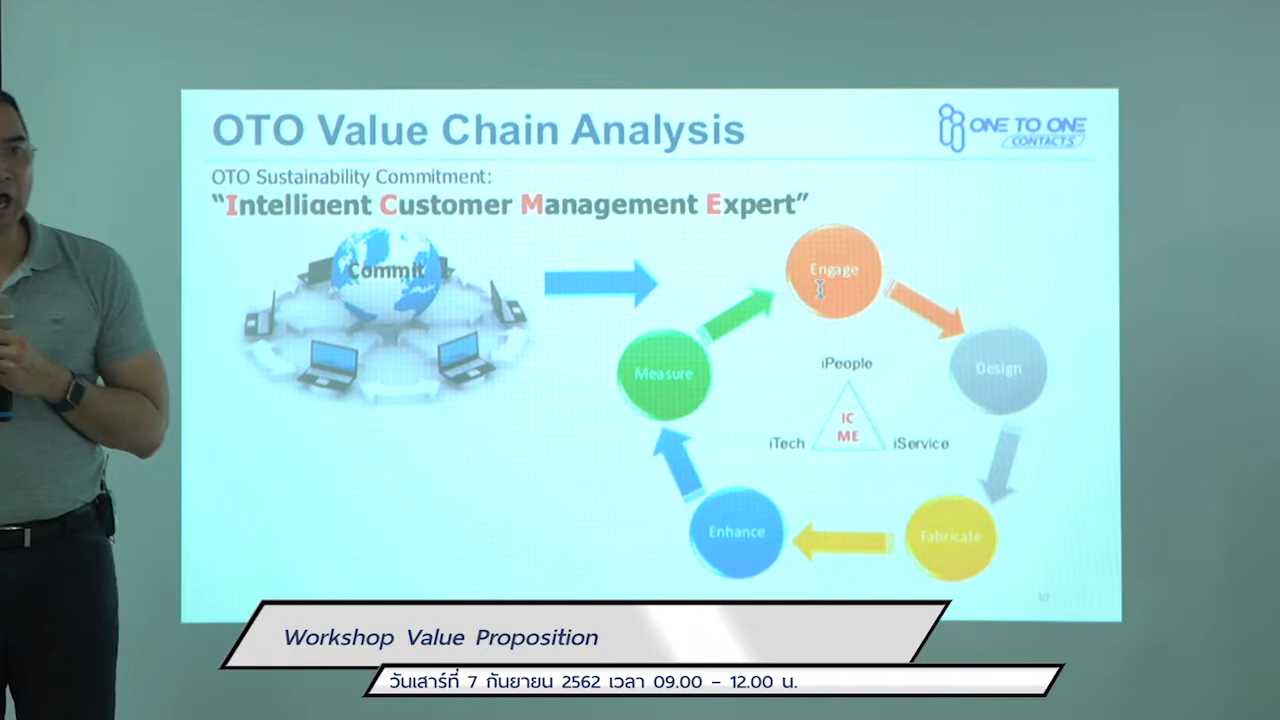 OTO Value Chain Analysis
ONE TO ONE
CONTACTS
OTO Sustainability Commitment:
“Intelligent Customer Management Expert”
Commit
Engage
Measure
iPeople
Design
IC
ME
iTech
iService
Enhance
Fabricate
10
Workshop Value Proposition
วันเสาร์ที่ 7 กันยายน 2562 เวลา 09.00 – 12.00 น.